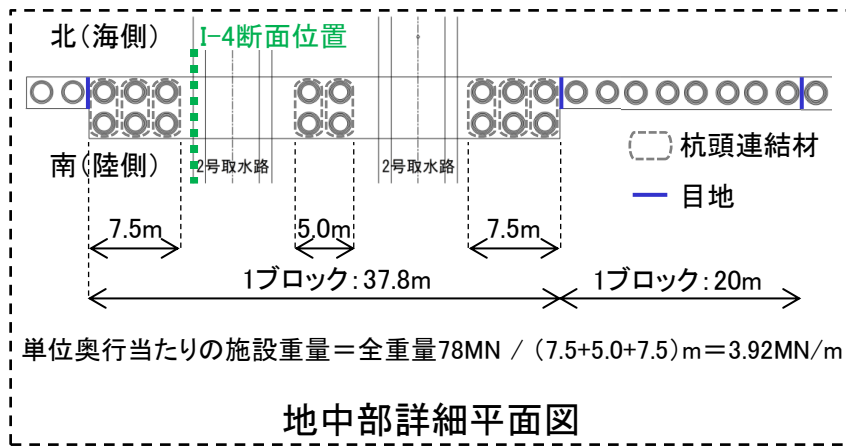 北(海側)
I-4断面位置
南(陸側)
2号取水路
2号取水路
杭頭連結材
目地
7.5m
5.0m
7.5m
1ブロック:37.8m
1ブロック:20m
単位奥行当たりの施設重量=全重量78MN / (7.5+5.0+7.5)m=3.92MN/m
地中部詳細平面図